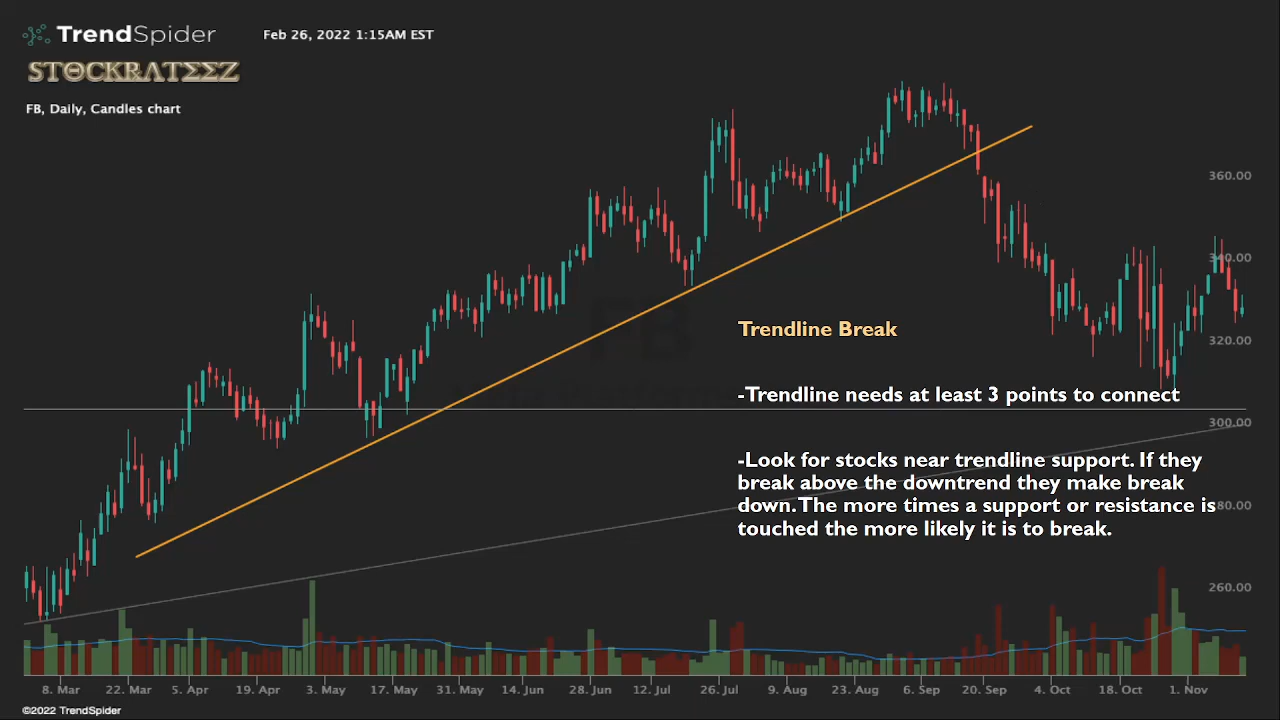 TrendSpider
Feb 26, 2022 1:15AM EST
STΘCKRΛTΣΣZ
FB, Daily, Candles chart
360.00
340.00
Trendline Break
320.00
-Trendline needs at least 3 points to connect
300.00
-Look for stocks near trendline support. If they
break above the downtrend they make break
down. The more times a support or resistance is
280.00
touched the more likely it is to break.
260.00
8. Mar 22. Mar 5. Apr 19. Apr 3. May 17. May 31. May 14. Jun 28. Jun 12. Jul 26. Jul 9. Aug 23. Aug 6. Sep 20. Sep 4. Oct 18. Oct 1. Nov
©2022 TrendSpider